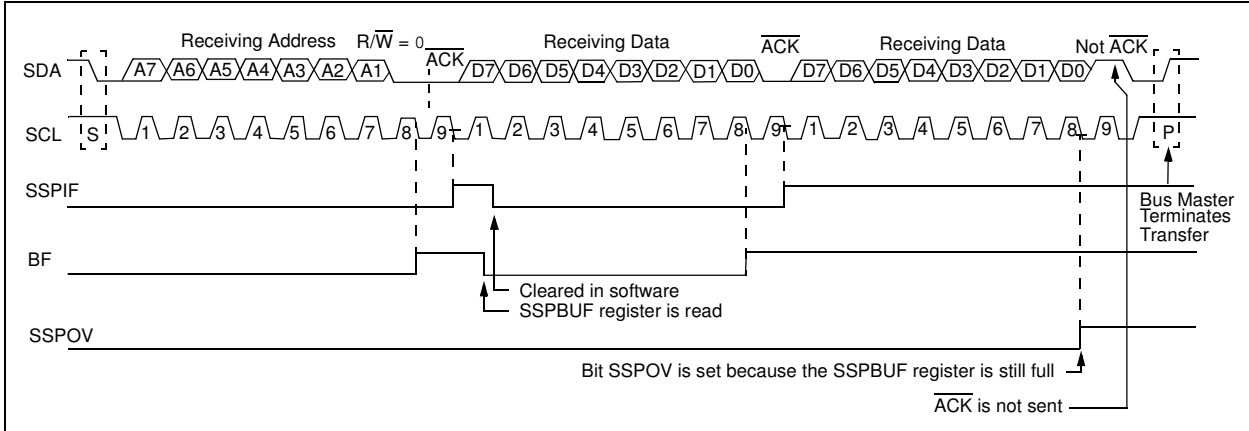 Receiving Address R/W = 0 ACK Receiving Data ACK Receiving Data Not ACK
SDA A7 A6 A5 A4 A3 A2 A1 D7 D6 D5 D4 D3 D2 D1 D0 D7 D6 D5 D4 D3 D2 D1 D0
SCL S 1 2 3 4 5 6 7 8 9 1 2 3 4 5 6 7 8 9 1 2 3 4 5 6 7 8 9 P
SSPIF
Bus Master
Terminates
Transfer
BF
Cleared in software
SSPBUF register is read
SSPOV
Bit SSPOV is set because the SSPBUF register is still full
ACK is not sent